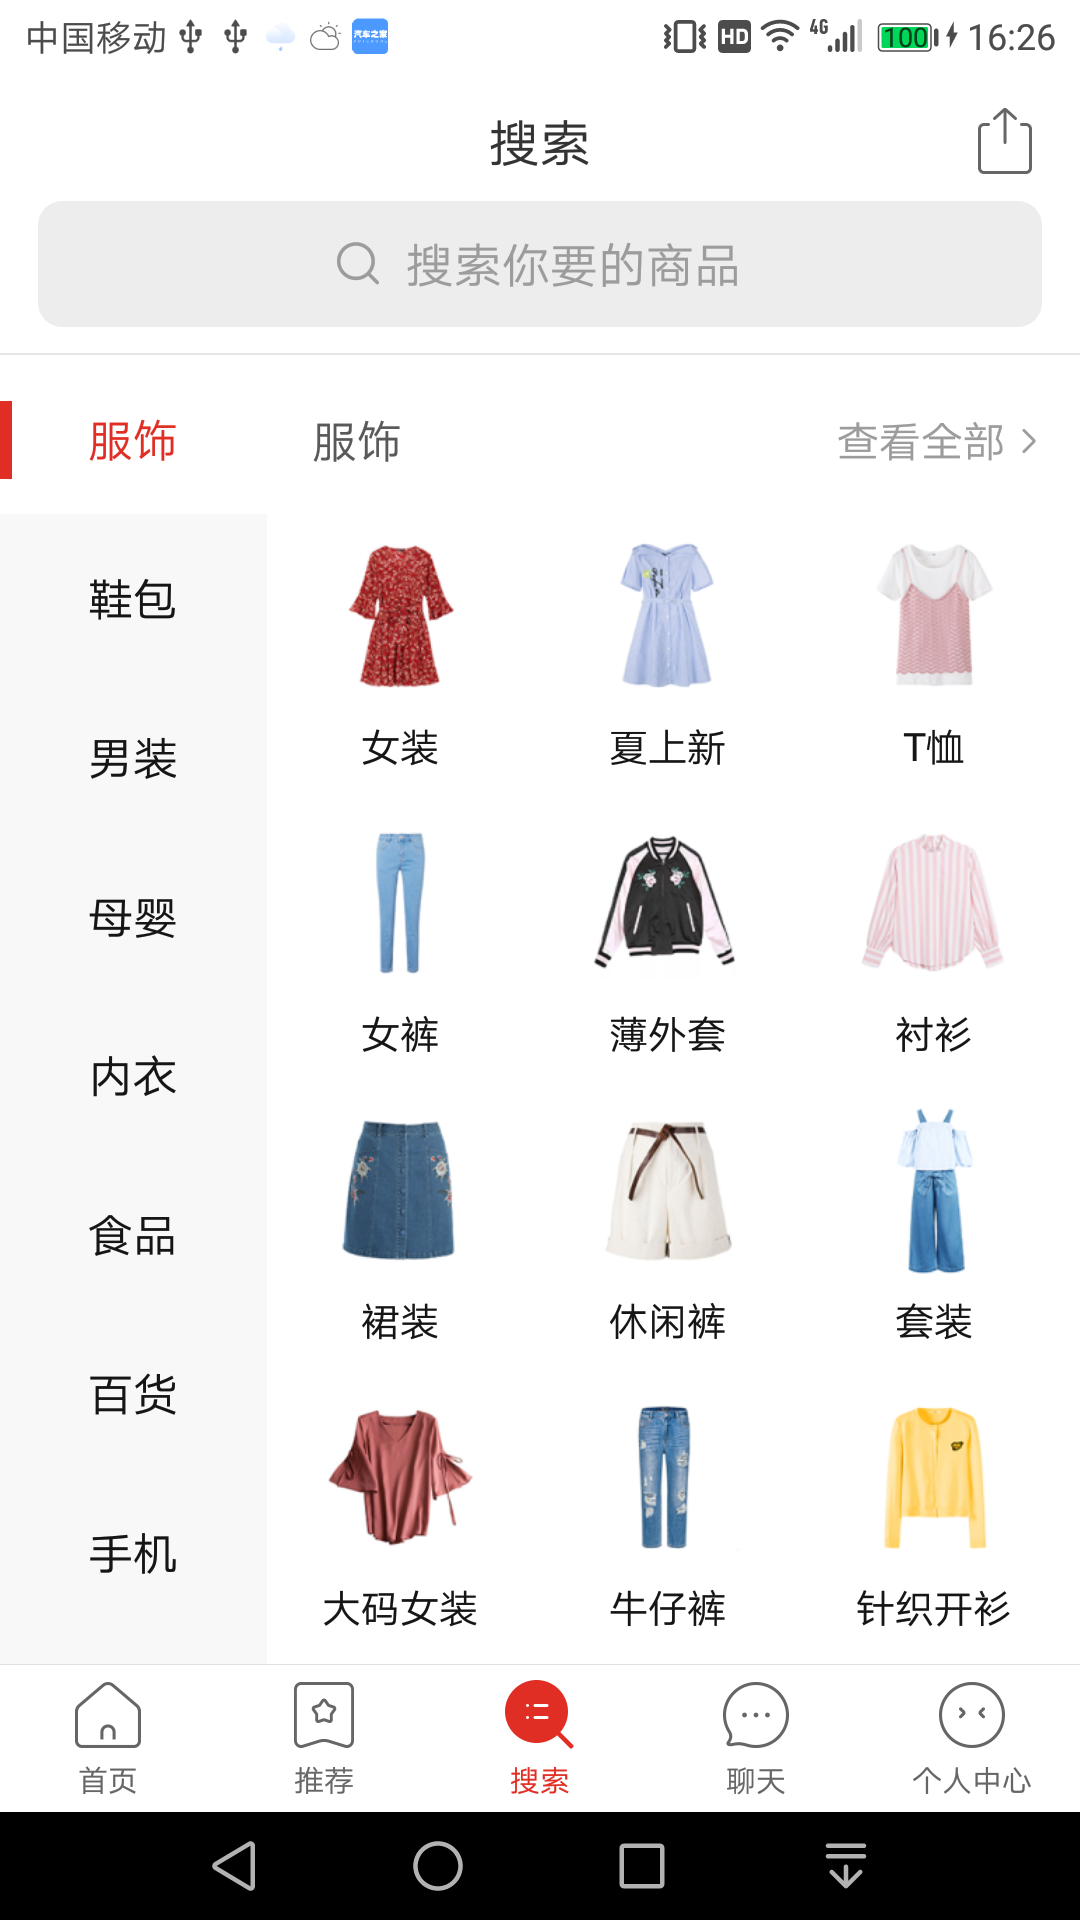 中国移动 汽车之家 HD 4G 100 16:26
搜索
搜索你要的商品
服饰
服饰 查看全部
鞋包
男装
母婴
内衣
食品
百货
手机
女装 夏上新 T恤
女裤 薄外套 衬衫
裙装 休闲裤 套装
大码女装 牛仔裤 针织开衫
首页 推荐 搜索 聊天 个人中心